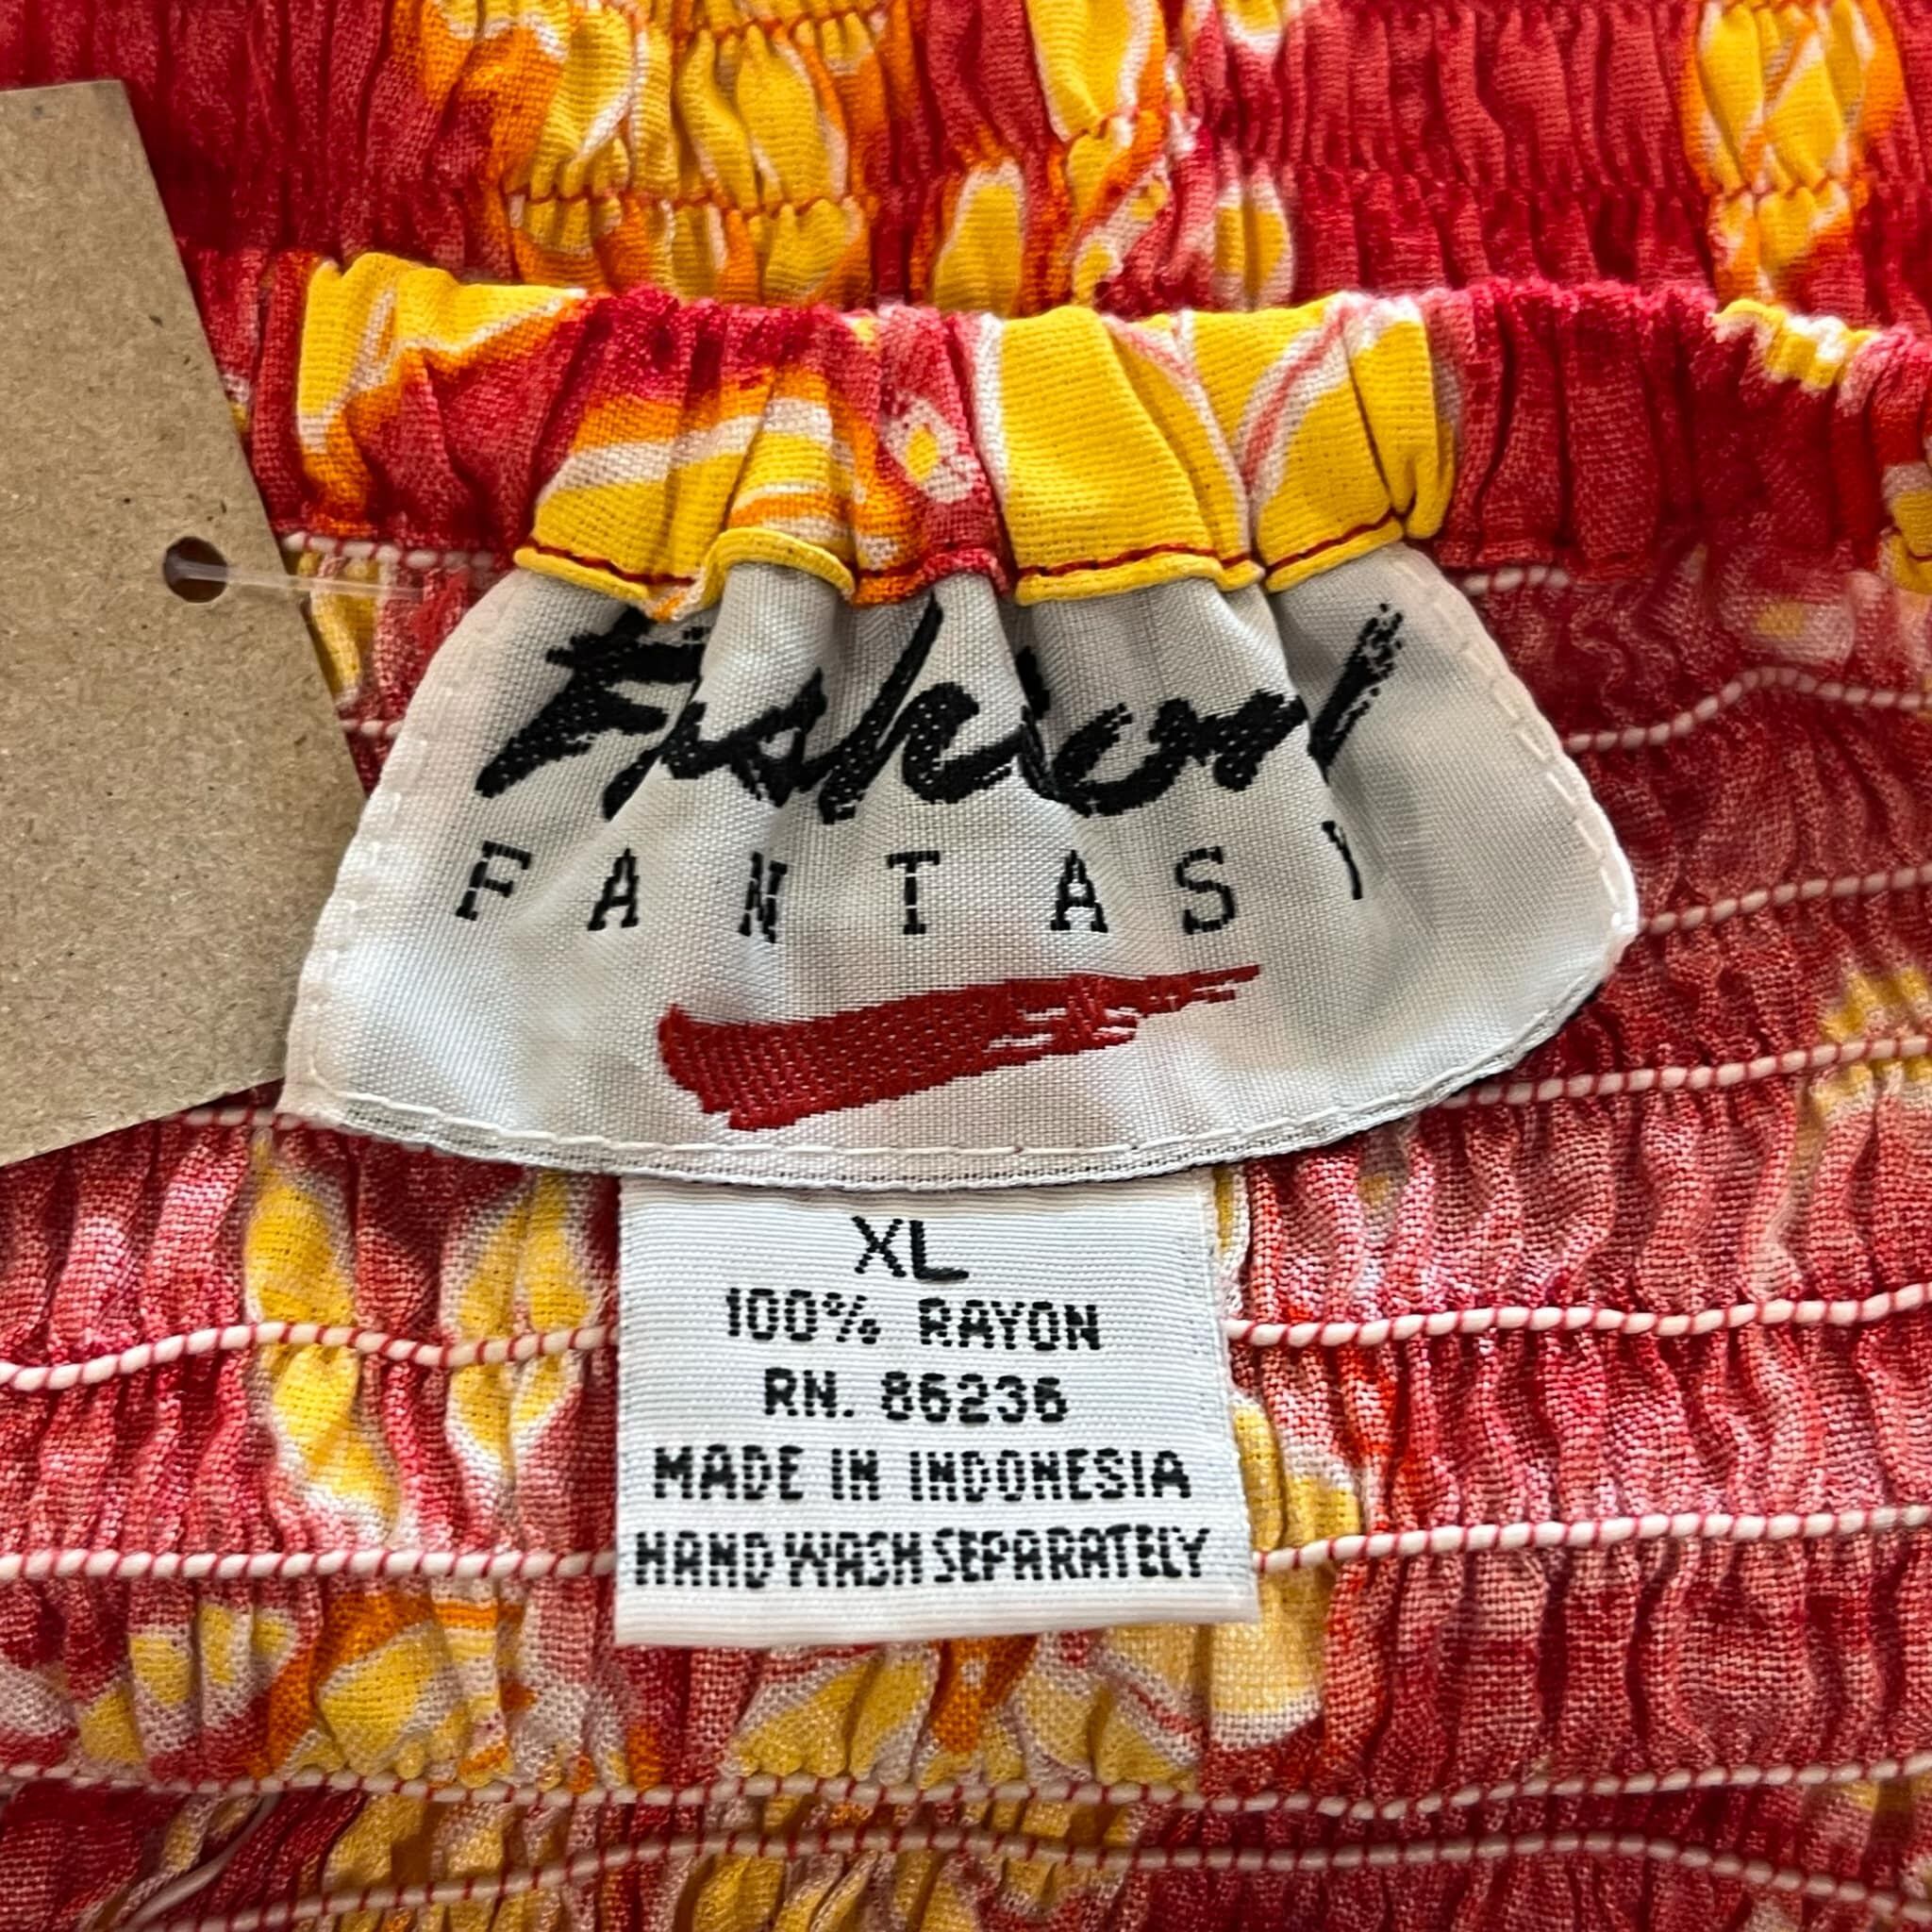 Fashion
FANTASY
XL
100% RAYON
RN. 86236
MADE IN INDONESIA
HAND WASH SEPARATELY